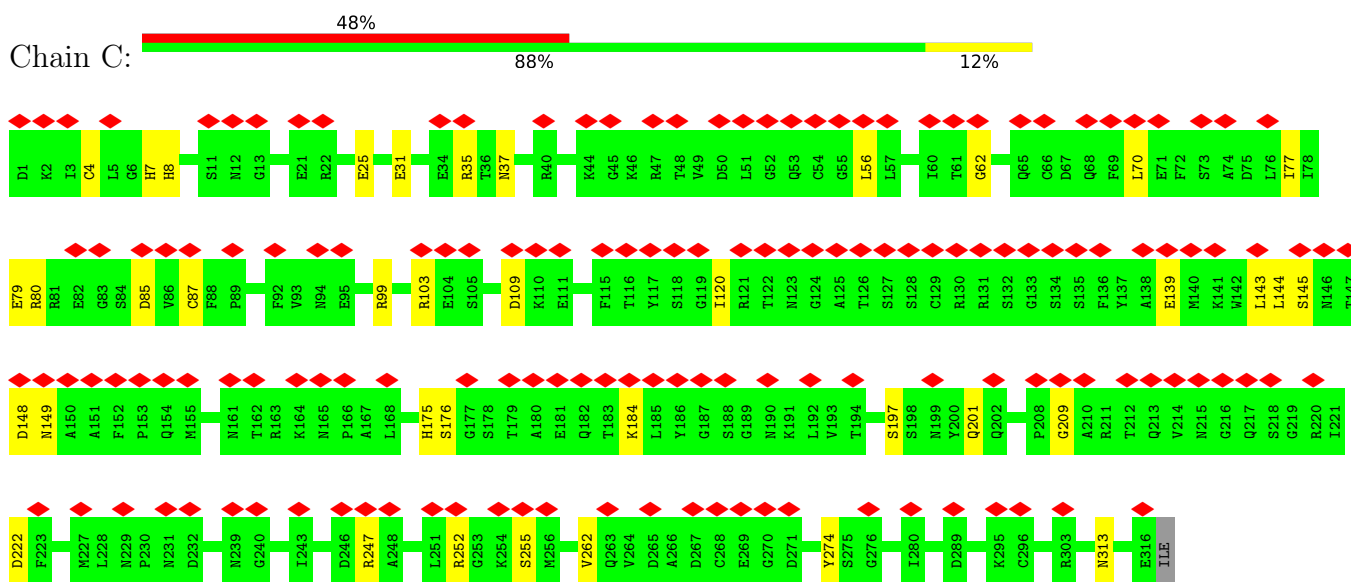 48%
Chain C:
88% 12%
D1 K2 I3 C4 L5 G6 H7 H8 S11 N12 G13 E21 R22 E25 E31 E34 R35 T36 N37 R40 K44 G45 K46 R47 T48 V49 D50 L51 G52 Q53 C54 G55 L56 L57 I60 T61 G62 Q65 C66 D67 Q68 F69 L70 E71 F72 S73 A74 D75 L76 I77 I78
E79 R80 R81 E82 G83 S84 D85 V86 C87 F88 P89 F92 V93 N94 E95 R99 R103 E104 S105 D109 K110 E111 F115 T116 Y117 S118 G119 I120 R121 T122 N123 G124 A125 T126 S127 S128 C129 R130 R131 S132 G133 S134 S135 F136 Y137 A138 E139 M140 K141 W142 L143 L144 S145 N146 T147
D148 N149 A150 A151 F152 P153 Q154 M155 N161 T162 R163 K164 N165 P166 A167 L168 H175 S176 G177 S178 T179 A180 E181 Q182 T183 K184 L185 Y186 G187 S188 G189 N190 K191 L192 V193 T194 S197 S198 N199 Y200 Q201 Q202 P208 G209 A210 R211 T212 Q213 V214 N215 G216 Q217 S218 G219 R220 I221
D222 F223 M227 L228 N229 P230 N231 D232 N239 G240 I243 D246 R247 A248 L251 R252 G253 K254 S255 M256 V262 Q263 V264 D265 A266 D267 C268 E269 G270 D271 Y274 S275 G276 I280 D289 K295 C296 R303 N313 E316 ILE